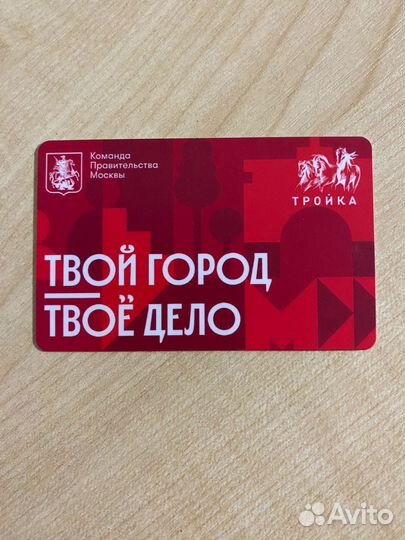 Команда
Правительства
Москвы
ТРОЙКА
ТВОЙ ГОРОД
ТВОЁ ДЕЛО
Avito